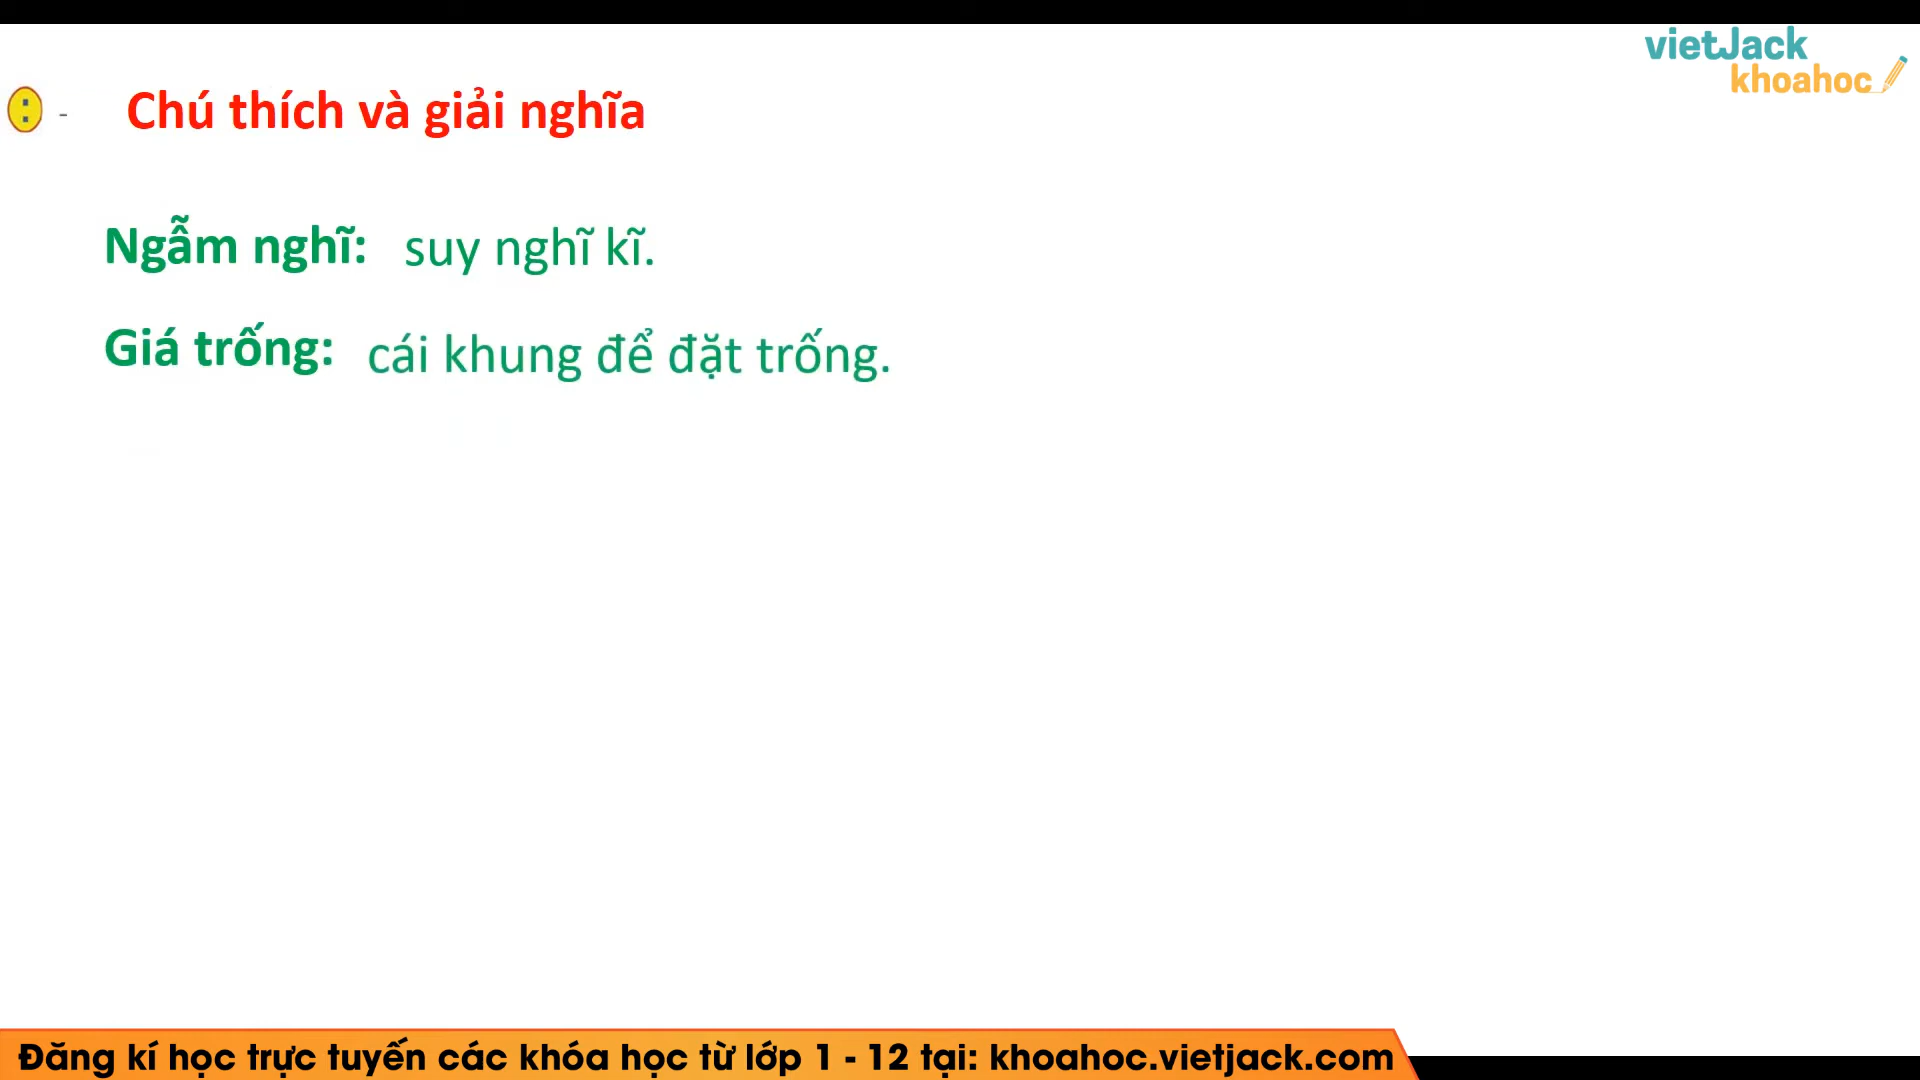 vietJack
khoahoc
- Chú thích và giải nghĩa
Ngẫm nghĩ: suy nghĩ kĩ.
Giá trống: cái khung để đặt trống.
Đăng kí học trực tuyến các khóa học từ lớp 1 - 12 tại: khoahoc.vietjack.com